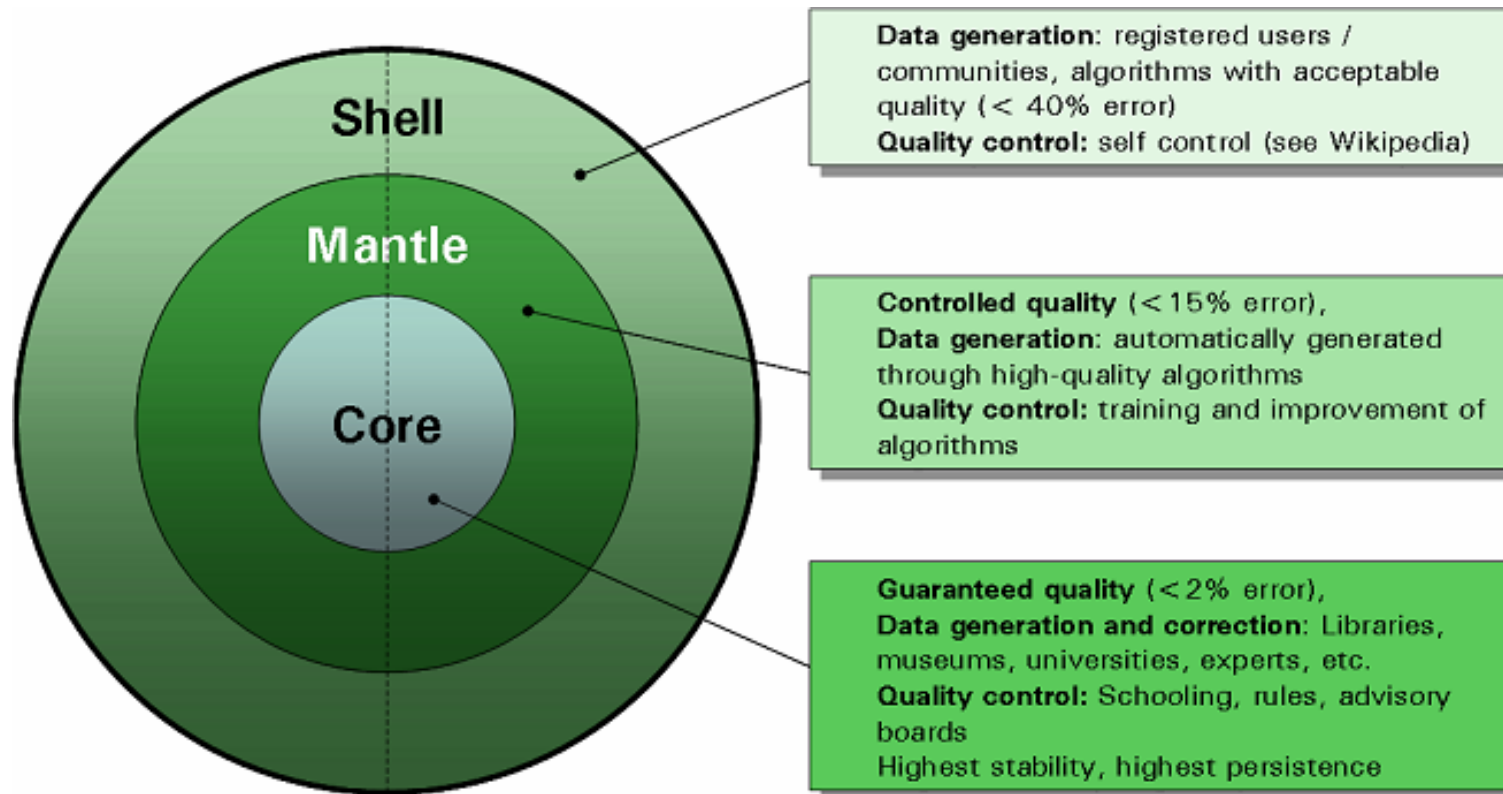 Shell
Mantle
Core
Data generation: registered users /
communities, algorithms with acceptable
quality (< 40% error)
Quality control: self control (see Wikipedia)
Controlled quality (<15% error),
Data generation: automatically generated
through high-quality algorithms
Quality control: training and improvement of
algorithms
Guaranteed quality (<2% error),
Data generation and correction: Libraries,
museums, universities, experts, etc.
Quality control: Schooling, rules, advisory
boards
Highest stability, highest persistence